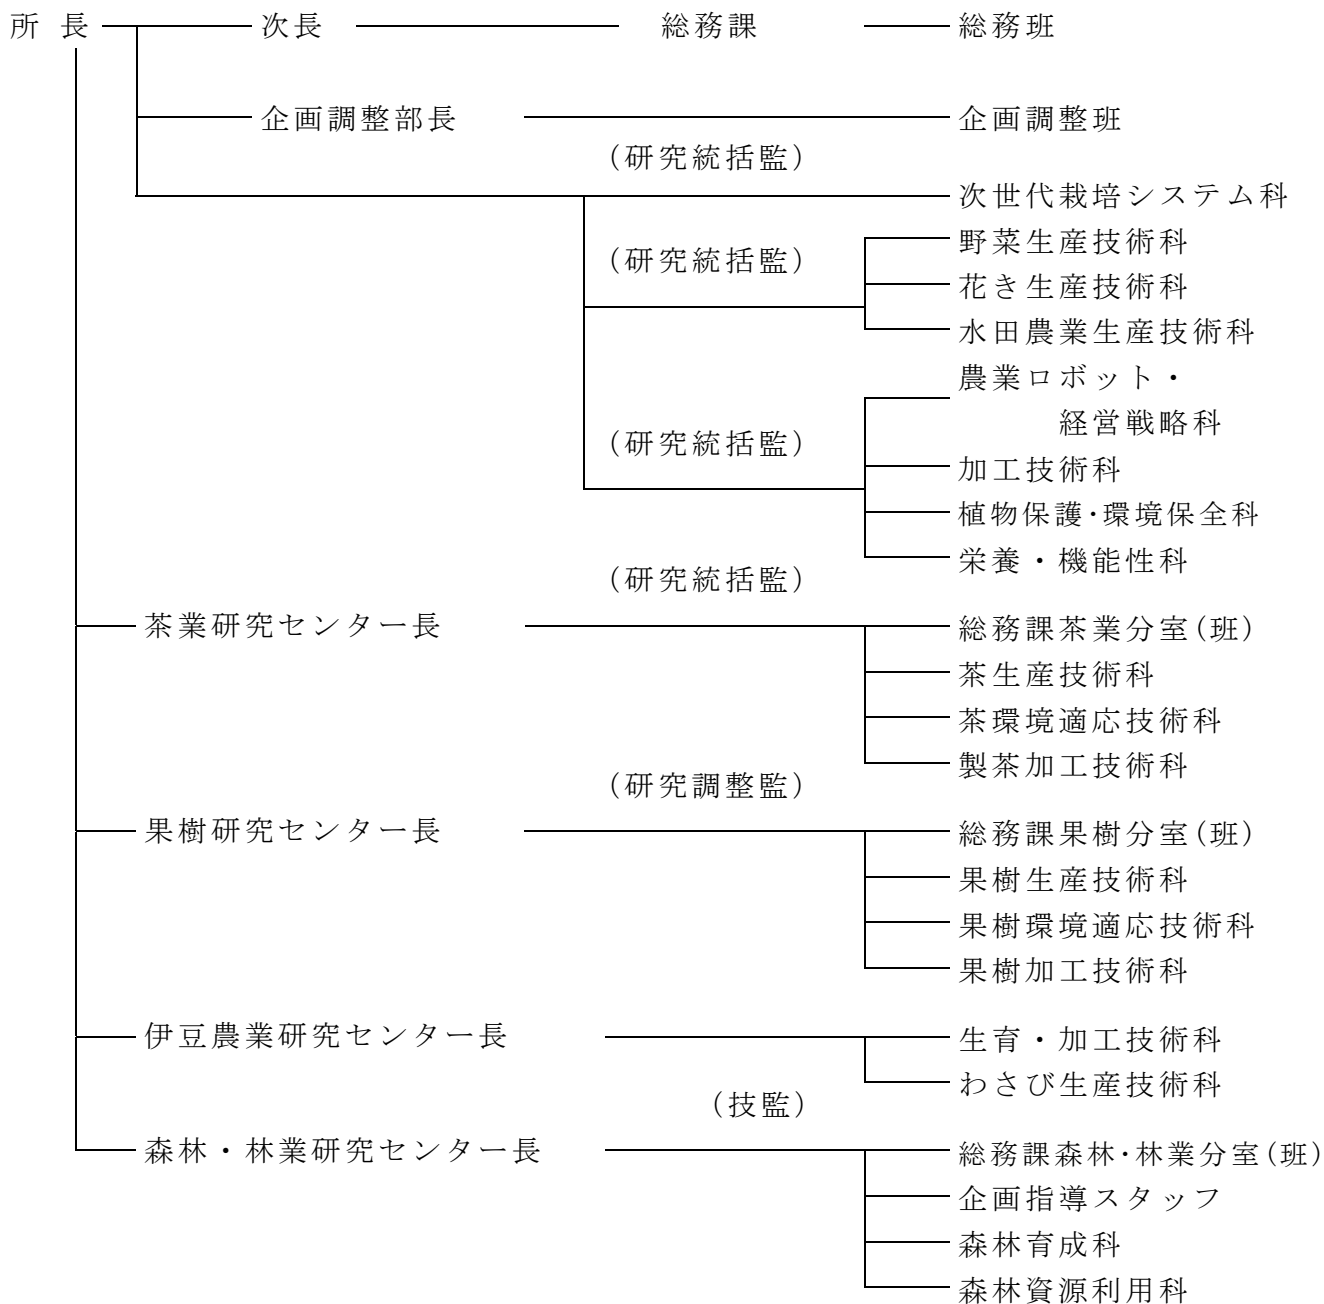 所 長 次長 総務課 総務班
企画調整部長 企画調整班
(研究統括監)
次世代栽培システム科
野菜生産技術科
(研究統括監)
花き生産技術科
水田農業生産技術科
農業ロボット・
経営戦略科
(研究統括監)
加工技術科
植物保護･環境保全科
栄養・機能性科
(研究統括監)
茶業研究センター長 総務課茶業分室(班)
茶生産技術科
茶環境適応技術科
製茶加工技術科
(研究調整監)
果樹研究センター長 総務課果樹分室(班)
果樹生産技術科
果樹環境適応技術科
果樹加工技術科
伊豆農業研究センター長 生育・加工技術科
わさび生産技術科
(技監)
森林・林業研究センター長 総務課森林･林業分室(班)
企画指導スタッフ
森林育成科
森林資源利用科